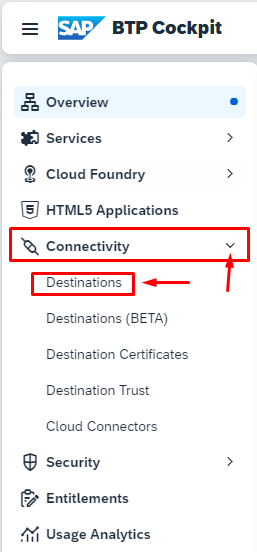 SAP BTP Cockpit
Overview
Services
Cloud Foundry
HTML5 Applications
Connectivity
Destinations
Destinations (BETA)
Destination Certificates
Destination Trust
Cloud Connectors
Security
Entitlements
Usage Analytics